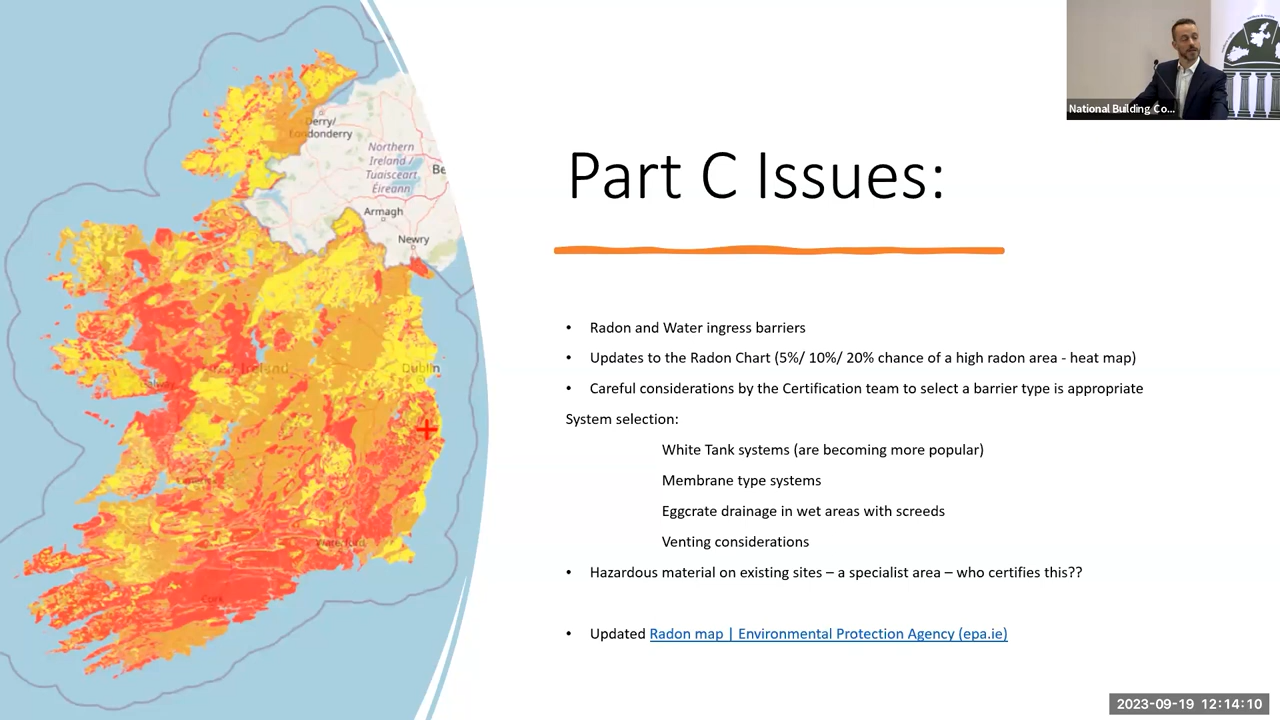 National Building Co...
Derry/
Londonderry
Northern
Ireland /
Tuaisceart
Éireann
Be
Armagh
Newry
Dublin
Waterford
Cork
Part C Issues:
• Radon and Water ingress barriers
• Updates to the Radon Chart (5%/ 10%/ 20% chance of a high radon area - heat map)
• Careful considerations by the Certification team to select a barrier type is appropriate
System selection:
White Tank systems (are becoming more popular)
Membrane type systems
Eggcrate drainage in wet areas with screeds
Venting considerations
• Hazardous material on existing sites – a specialist area – who certifies this??
• Updated Radon map | Environmental Protection Agency (epa.ie)
2023-09-19 12:14:10